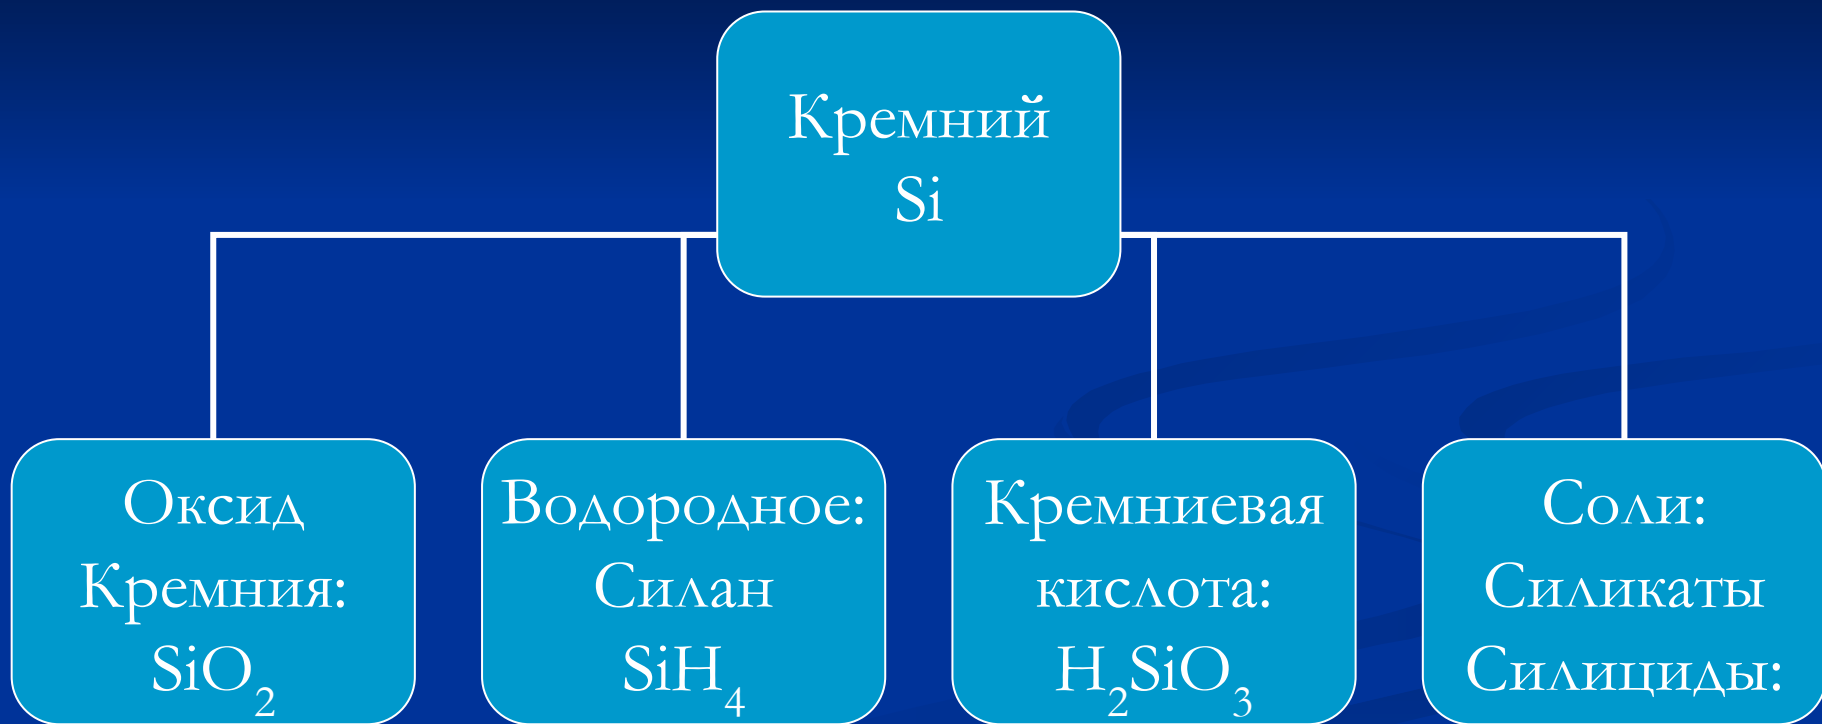 Кремний
Si
Оксид
Кремния:
SiO₂
Водородное:
Силан
SiH₄
Кремниевая
кислота:
H₂SiO₃
Соли:
Силикаты
Силициды: